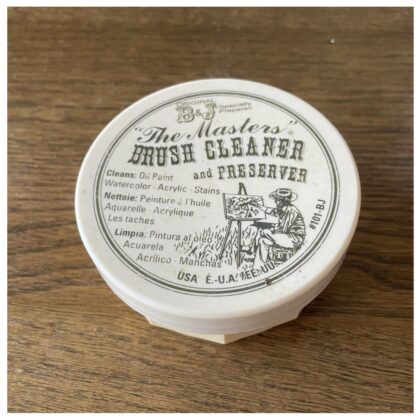 ORIGINAL
B&J Specially
Prepared
"The Masters"®
BRUSH CLEANER
and PRESERVER
Cleans: Oil Paint
Watercolor · Acrylic · Stains
Nettoie: Peinture à l'huile
Aquarelle · Acrylique
Les taches
Limpia: Pintura al óleo
Acuarela
Acrílico · Manchas
#101-BJ
USA É.-U.A. EE.UU.